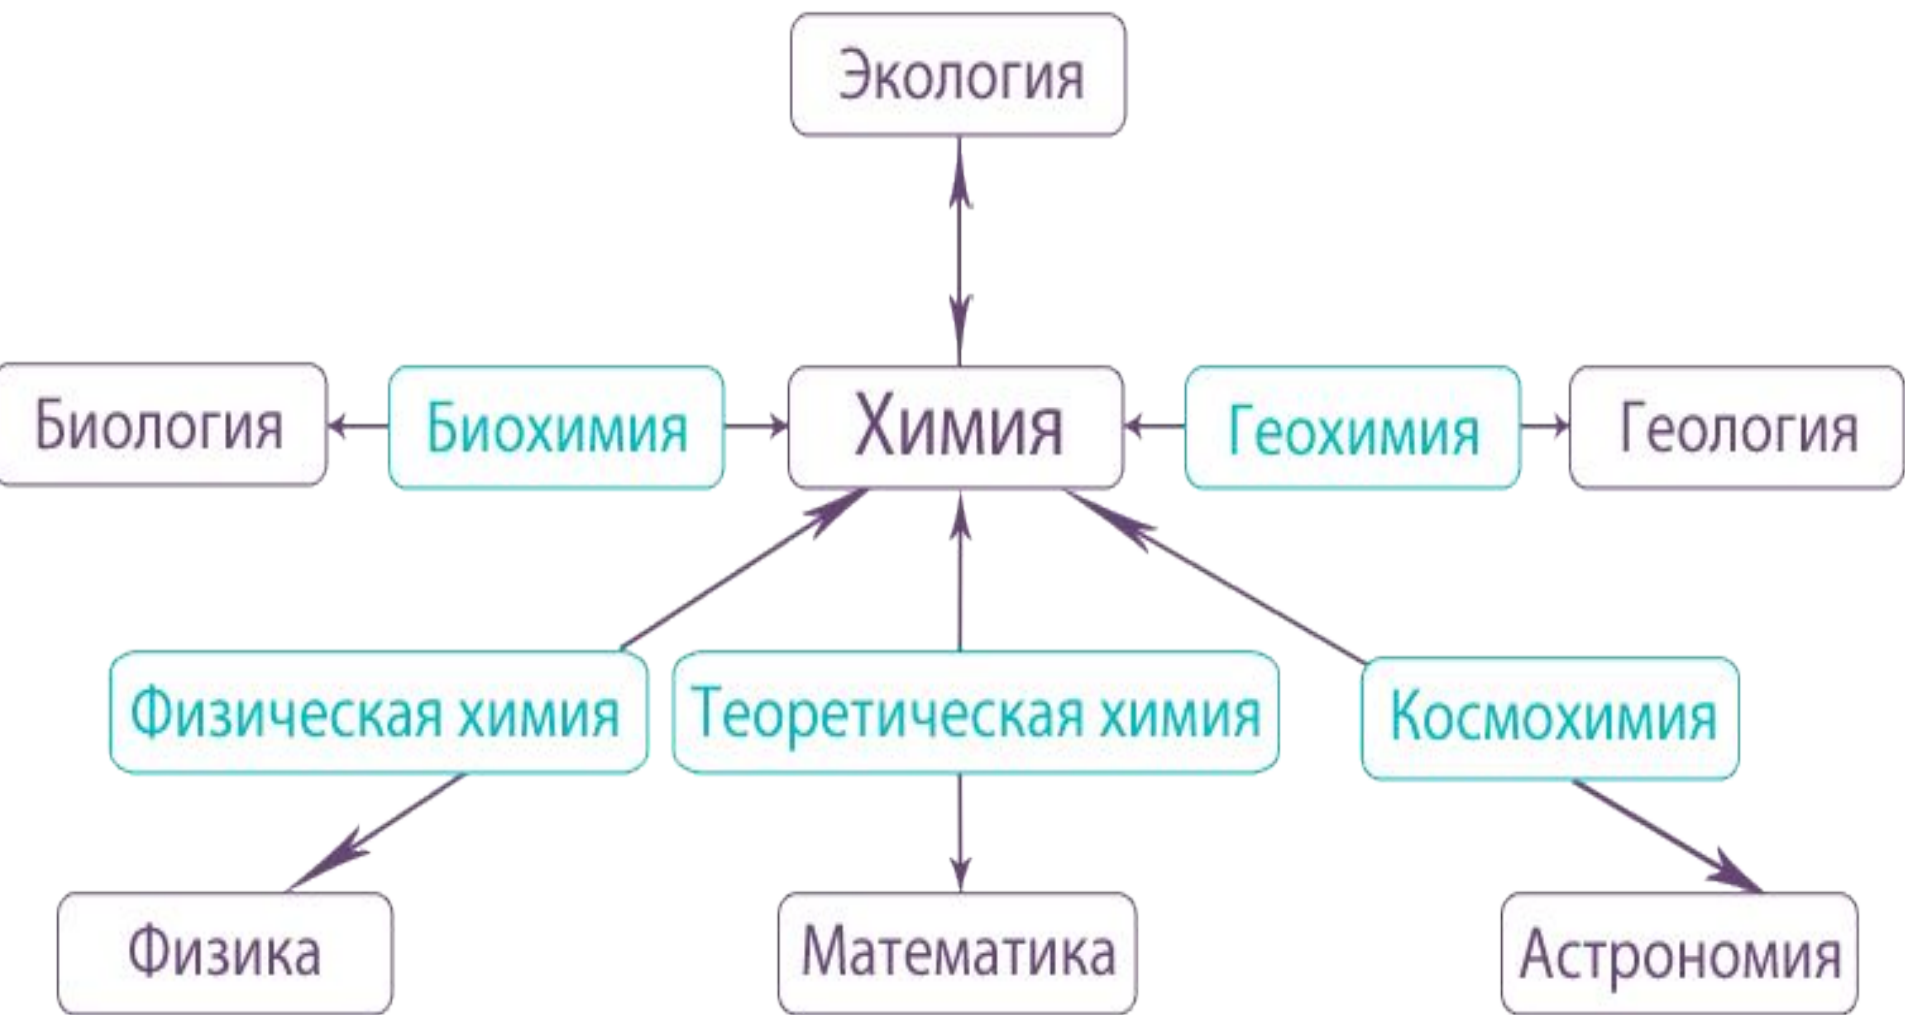 Экология
Биология
Биохимия
Химия
Геохимия
Геология
Физическая химия
Теоретическая химия
Космохимия
Физика
Математика
Астрономия